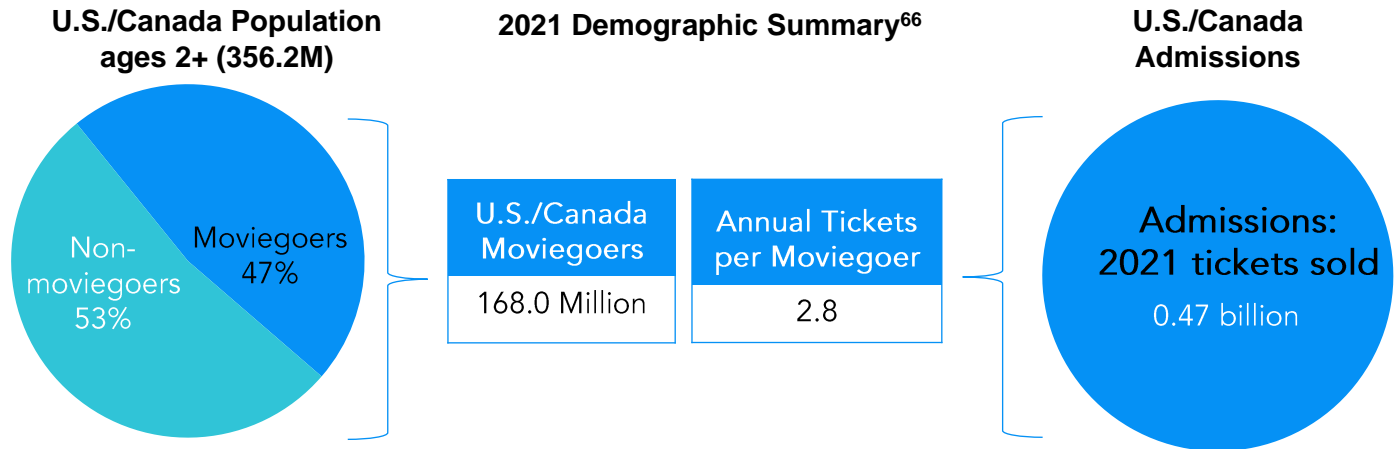 U.S./Canada Population
ages 2+ (356.2M)
2021 Demographic Summary66
U.S./Canada
Admissions
Non-
moviegoers
53%
Moviegoers
47%
U.S./Canada
Moviegoers
168.0 Million
Annual Tickets
per Moviegoer
2.8
Admissions:
2021 tickets sold
0.47 billion